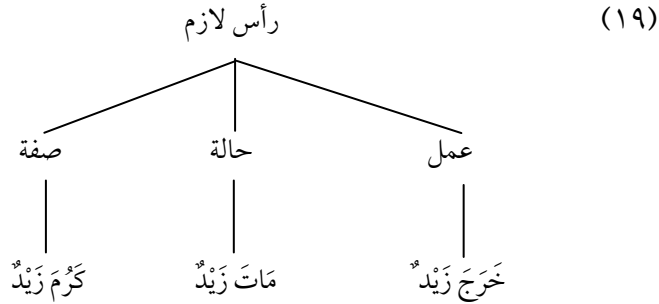 (١٩)
رأس لازم
عمل حالة صفة
خَرَجَ زَيْدٌ مَاتَ زَيْدٌ كَرُمَ زَيْدٌ